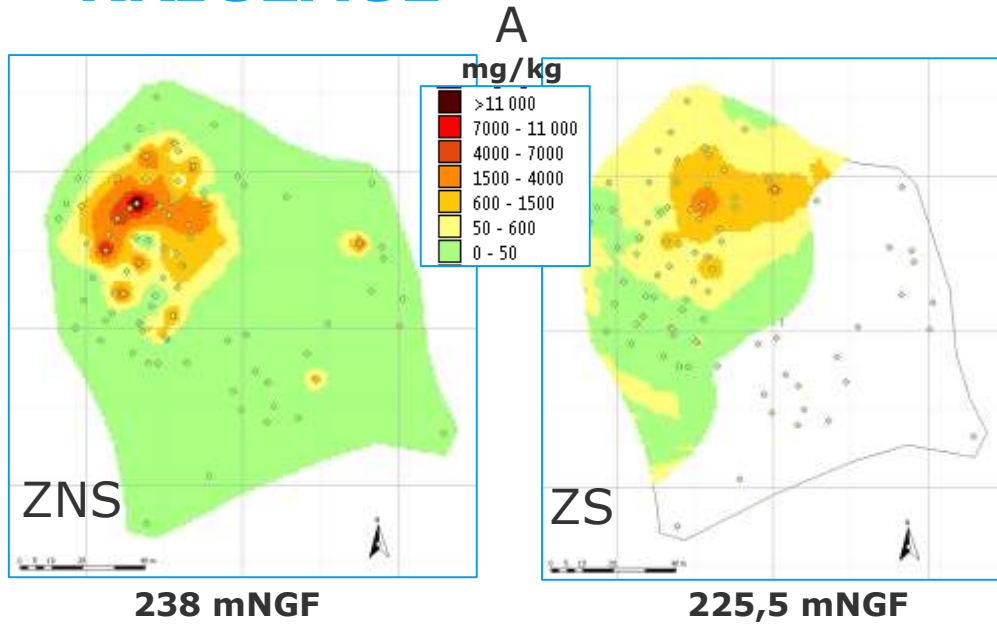 A
mg/kg
>11 000
7000 - 11 000
4000 - 7000
1500 - 4000
600 - 1500
50 - 600
0 - 50
ZNS
ZS
238 mNGF
225,5 mNGF